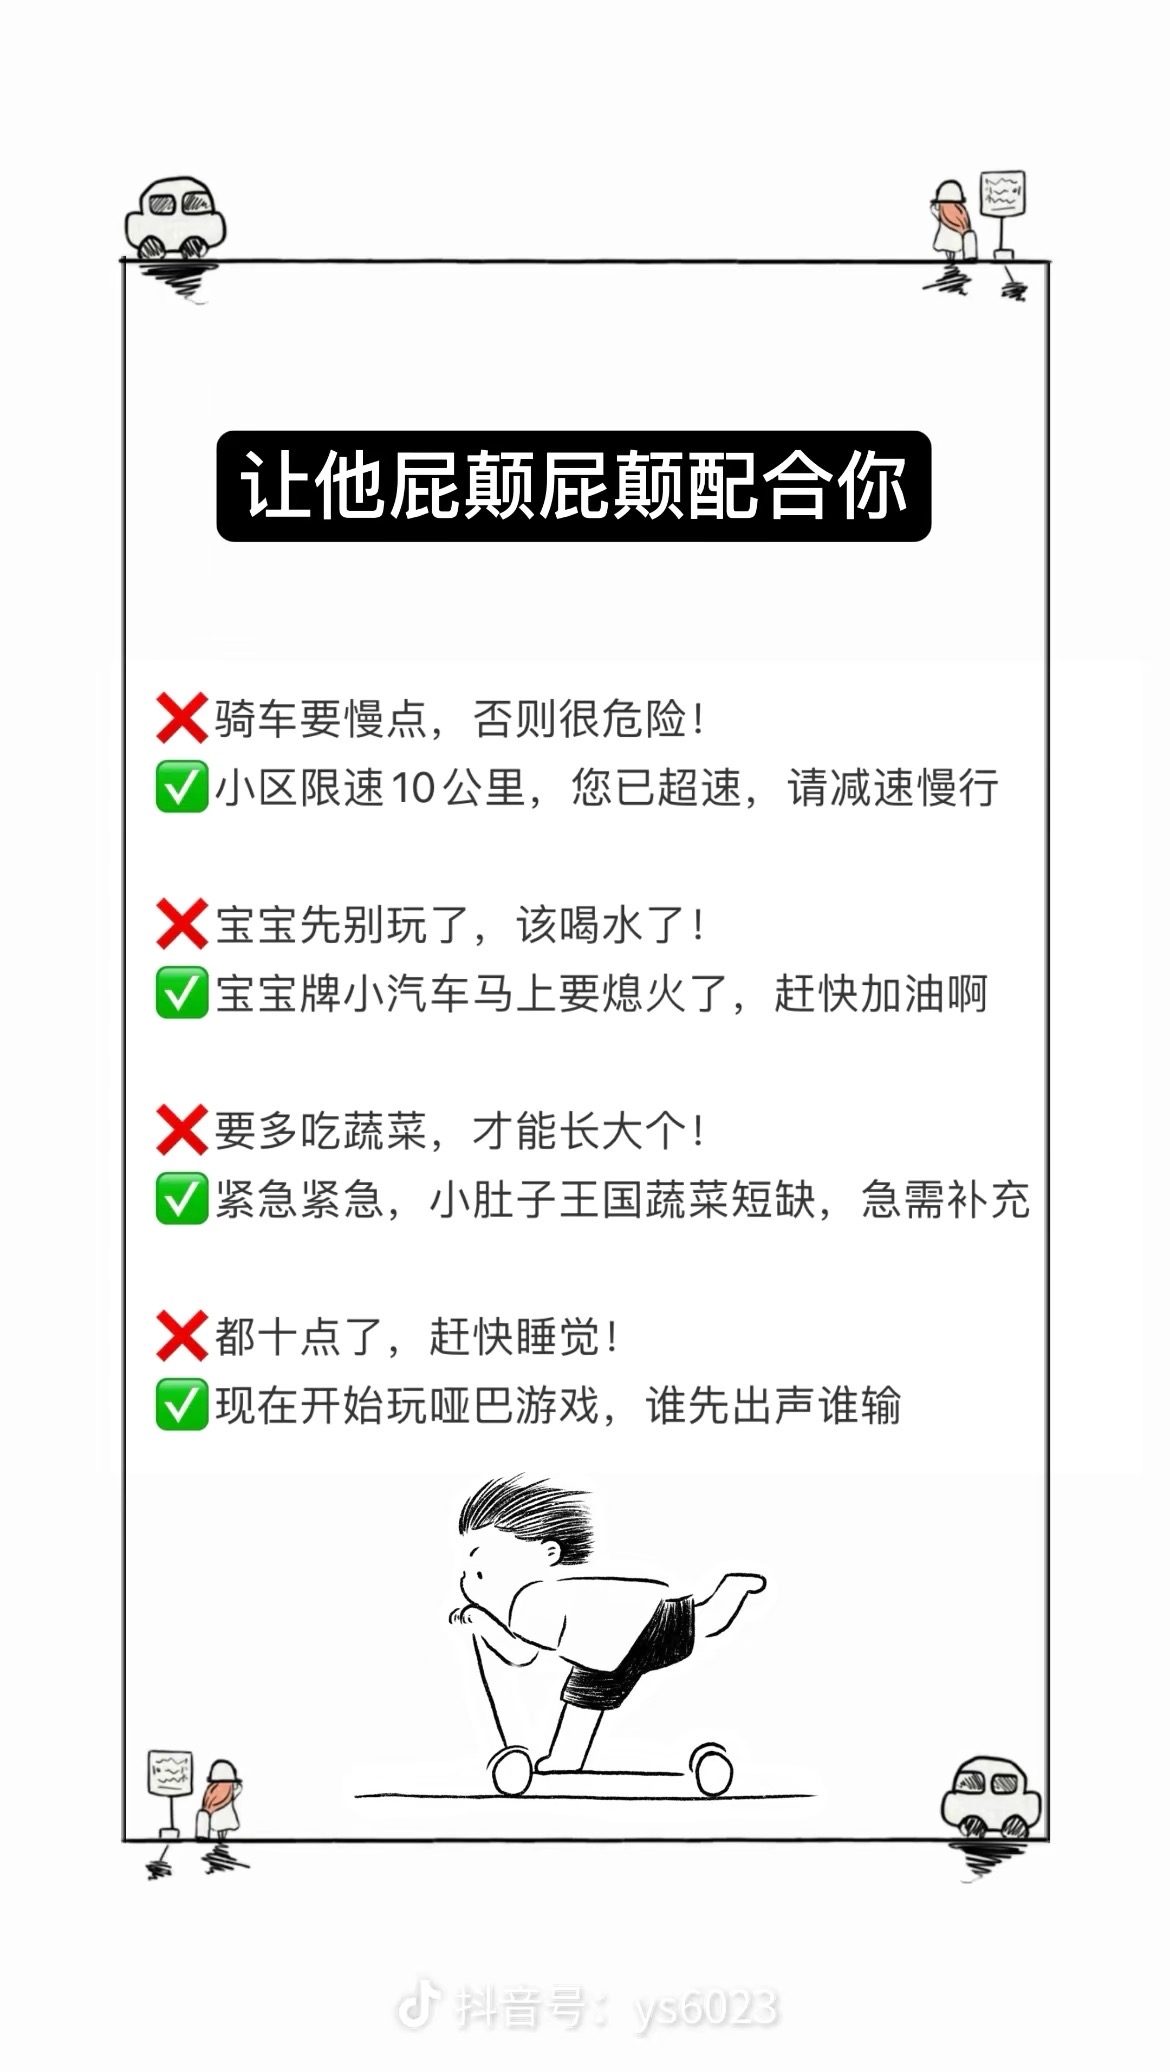 让他屁颠屁颠配合你
❌骑车要慢点，否则很危险！
✅小区限速10公里，您已超速，请减速慢行
❌宝宝先别玩了，该喝水了！
✅宝宝牌小汽车马上要熄火了，赶快加油啊
❌要多吃蔬菜，才能长大个！
✅紧急紧急，小肚子王国蔬菜短缺，急需补充
❌都十点了，赶快睡觉！
✅现在开始玩哑巴游戏，谁先出声谁输
抖音号：ys6023